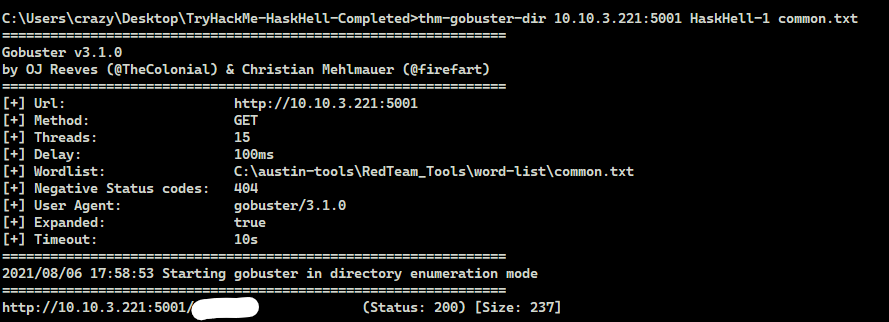 C:\Users\crazy\Desktop\TryHackMe-HaskHell-Completed>thm-gobuster-dir 10.10.3.221:5001 HaskHell-1 common.txt
===============================================================
Gobuster v3.1.0
by OJ Reeves (@TheColonial) & Christian Mehlmauer (@firefart)
===============================================================
[+] Url:                     http://10.10.3.221:5001
[+] Method:                  GET
[+] Threads:                 15
[+] Delay:                   100ms
[+] Wordlist:                C:\austin-tools\RedTeam_Tools\word-list\common.txt
[+] Negative Status codes:   404
[+] User Agent:              gobuster/3.1.0
[+] Expanded:                true
[+] Timeout:                 10s
===============================================================
2021/08/06 17:58:53 Starting gobuster in directory enumeration mode
===============================================================
http://10.10.3.221:5001/             (Status: 200) [Size: 237]